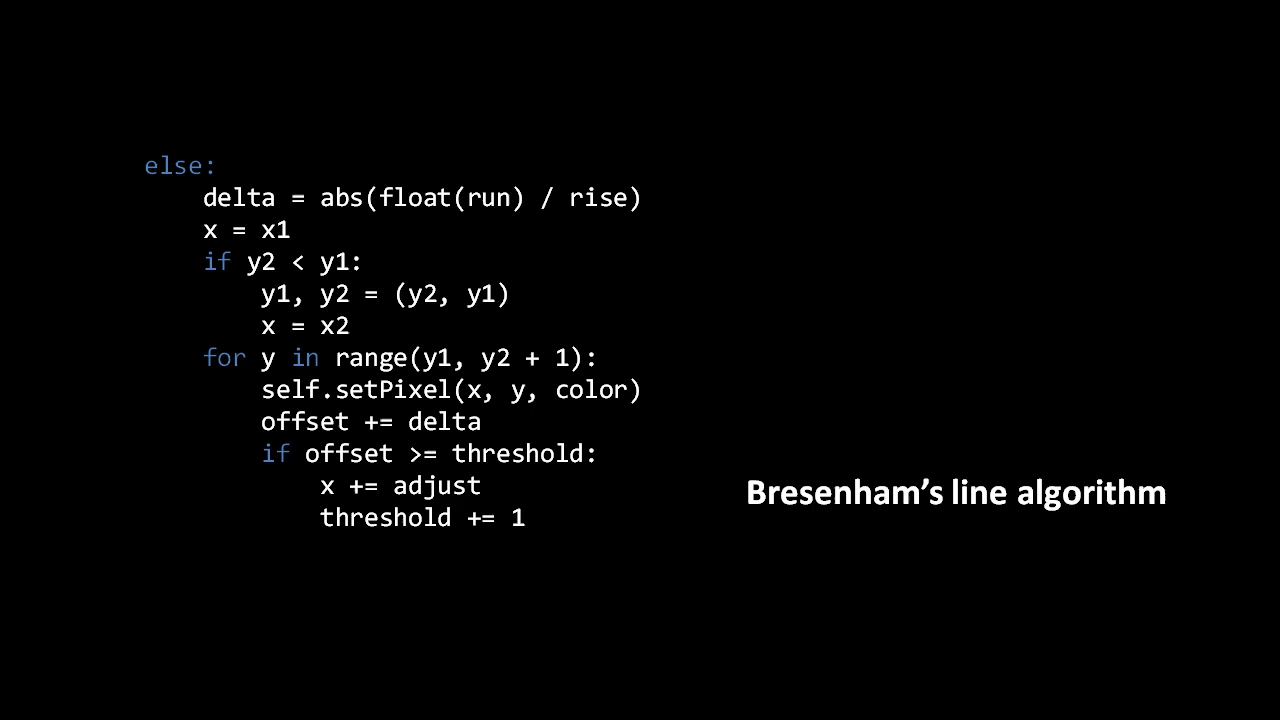 else:
    delta = abs(float(run) / rise)
    x = x1
    if y2 < y1:
        y1, y2 = (y2, y1)
        x = x2
    for y in range(y1, y2 + 1):
        self.setPixel(x, y, color)
        offset += delta
        if offset >= threshold:
            x += adjust
            threshold += 1
Bresenham’s line algorithm